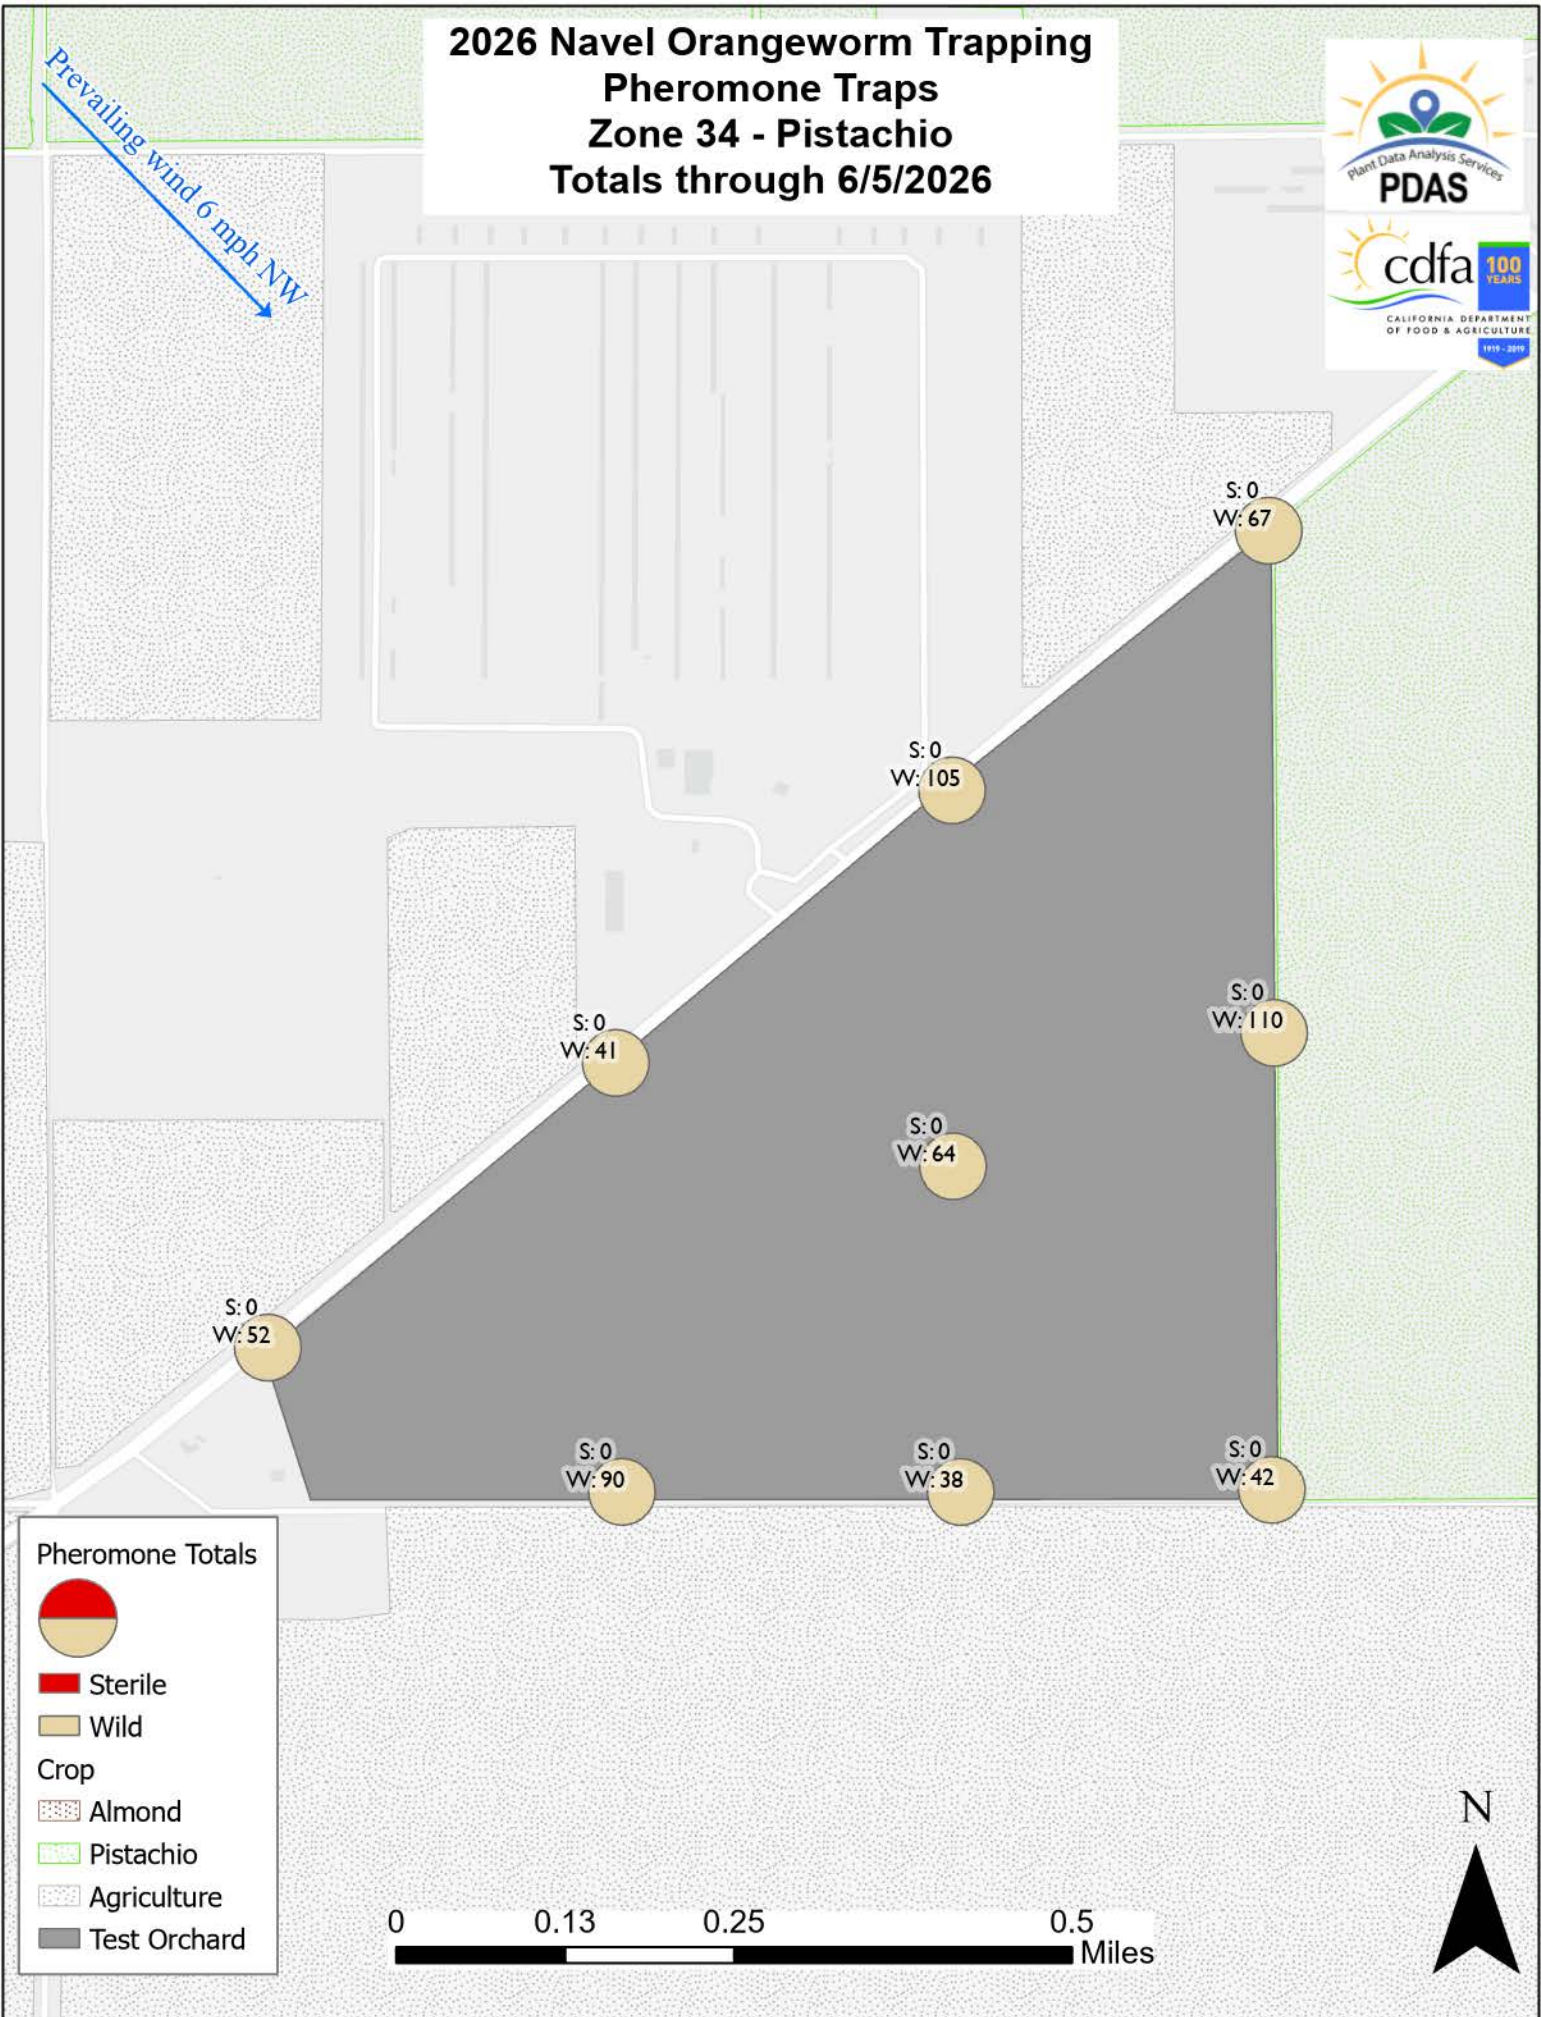 2026 Navel Orangeworm Trapping
Pheromone Traps
Zone 34 - Pistachio
Totals through 6/5/2026
Prevailing wind 6 mph NW
Plant Data Analysis Services
PDAS
cdfa
100
YEARS
CALIFORNIA DEPARTMENT
OF FOOD & AGRICULTURE
1919 - 2019
S: 0
W: 67
S: 0
W: 105
S: 0
W: 110
S: 0
W: 41
S: 0
W: 64
S: 0
W: 52
S: 0
W: 90
S: 0
W: 38
S: 0
W: 42
Pheromone Totals
Sterile
Wild
Crop
Almond
Pistachio
Agriculture
Test Orchard
0 0.13 0.25 0.5
Miles
N